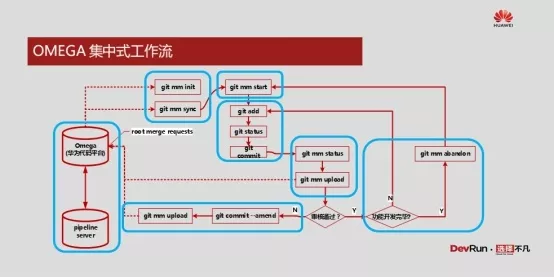 HUAWEI
OMEGA 集中式工作流
git mm init
git mm start
git mm sync
git add
Omega
(华为代码平台)
root merge requests
git status
git commit
git mm status
git mm abandon
git mm upload
pipeline
server
git mm upload
git commit --amend
N
审核通过？
Y
功能开发完毕?
Y
N
DevRun · 选择不凡